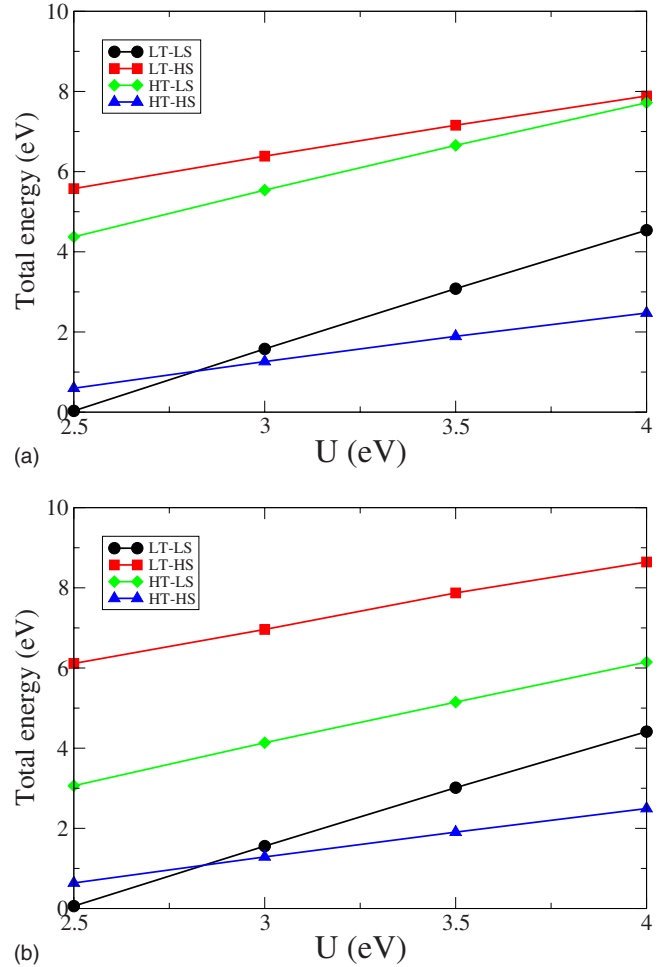 10
8
6
4
2
0
Total energy (eV)
LT-LS
LT-HS
HT-LS
HT-HS
2.5 3 3.5 4
U (eV)
(a)
10
8
6
4
2
0
Total energy (eV)
LT-LS
LT-HS
HT-LS
HT-HS
2.5 3 3.5 4
U (eV)
(b)